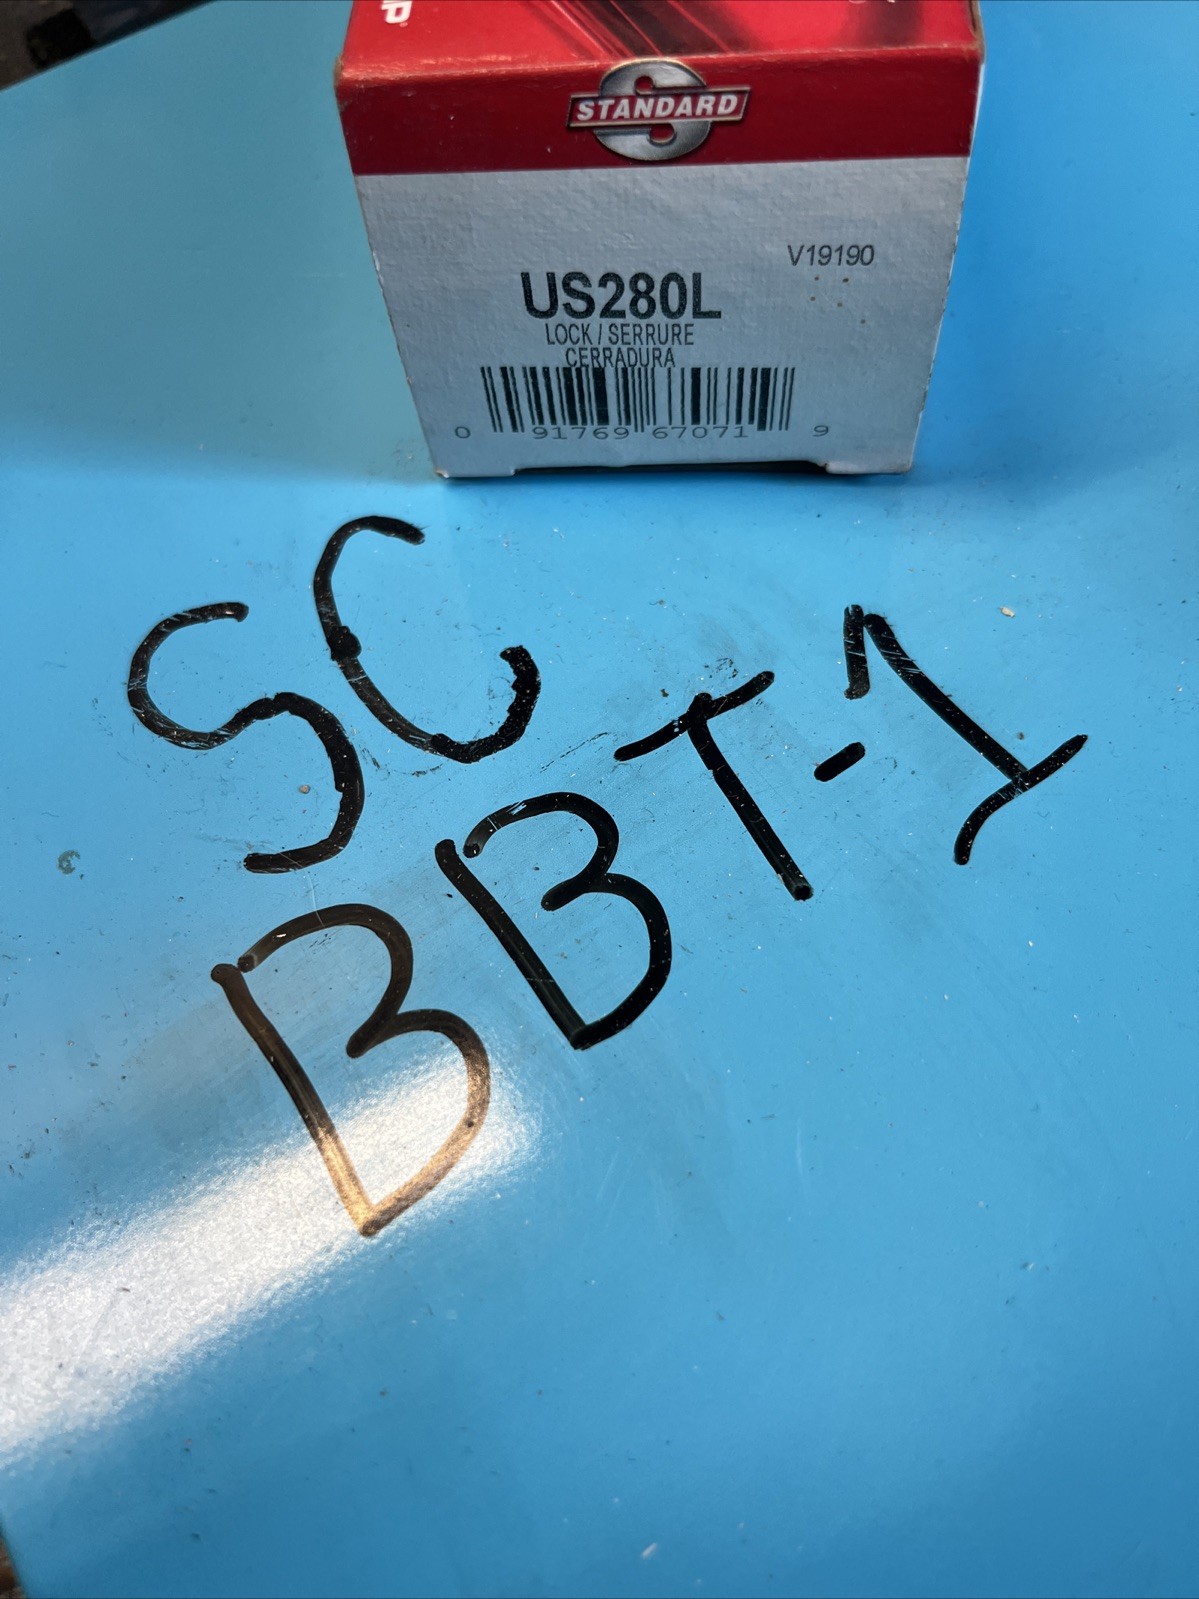 STANDARD
V19190
US280L
LOCK / SERRURE
CERRADURA
0 91769 67071 9
SC
BBT-1